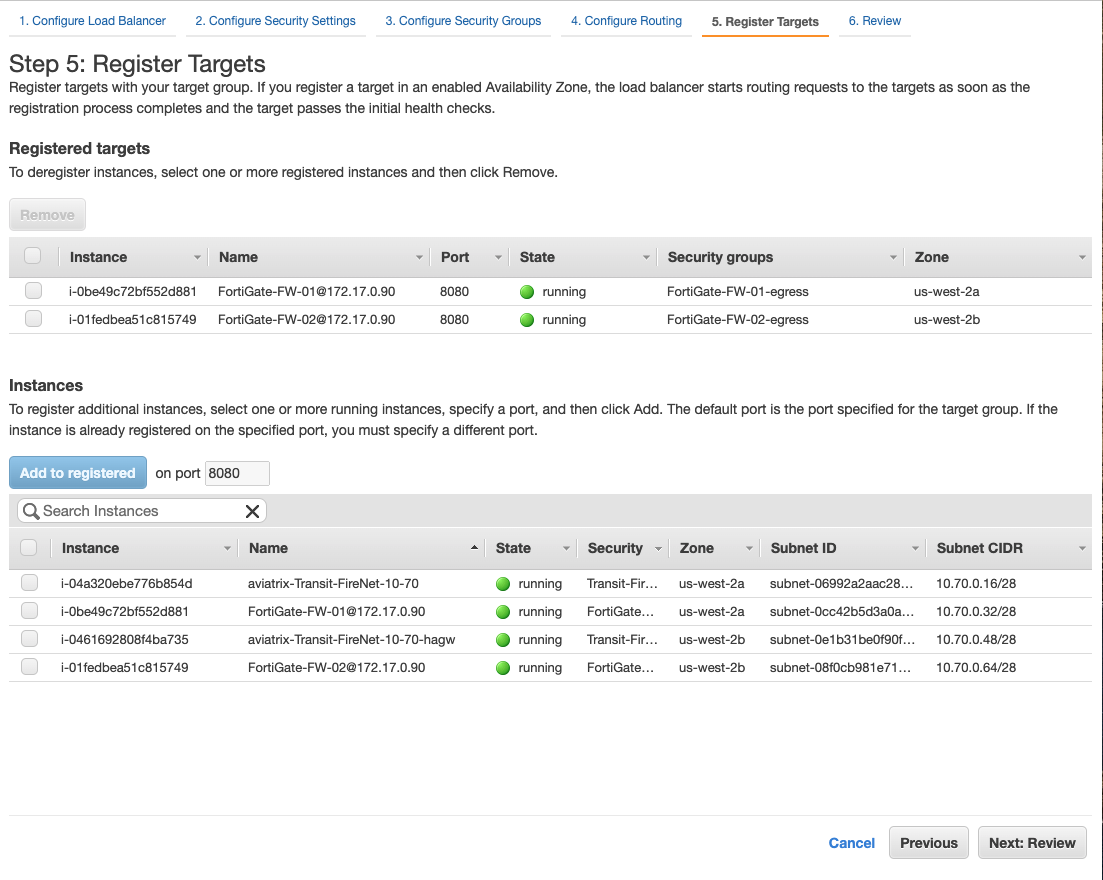 1. Configure Load Balancer 2. Configure Security Settings 3. Configure Security Groups 4. Configure Routing 5. Register Targets 6. Review
Step 5: Register Targets
Register targets with your target group. If you register a target in an enabled Availability Zone, the load balancer starts routing requests to the targets as soon as the
registration process completes and the target passes the initial health checks.
Registered targets
To deregister instances, select one or more registered instances and then click Remove.
Remove
Instance Name Port State Security groups Zone
i-0be49c72bf552d881 FortiGate-FW-01@172.17.0.90 8080 running FortiGate-FW-01-egress us-west-2a
i-01fedbea51c815749 FortiGate-FW-02@172.17.0.90 8080 running FortiGate-FW-02-egress us-west-2b
Instances
To register additional instances, select one or more running instances, specify a port, and then click Add. The default port is the port specified for the target group. If the
instance is already registered on the specified port, you must specify a different port.
Add to registered on port 8080
Search Instances
Instance Name State Security Zone Subnet ID Subnet CIDR
i-04a320ebe776b854d aviatrix-Transit-FireNet-10-70 running Transit-Fir... us-west-2a subnet-06992a2aac28... 10.70.0.16/28
i-0be49c72bf552d881 FortiGate-FW-01@172.17.0.90 running FortiGate... us-west-2a subnet-0cc42b5d3a0a... 10.70.0.32/28
i-0461692808f4ba735 aviatrix-Transit-FireNet-10-70-hagw running Transit-Fir... us-west-2b subnet-0e1b31be0f90f... 10.70.0.48/28
i-01fedbea51c815749 FortiGate-FW-02@172.17.0.90 running FortiGate... us-west-2b subnet-08f0cb981e71... 10.70.0.64/28
Cancel Previous Next: Review